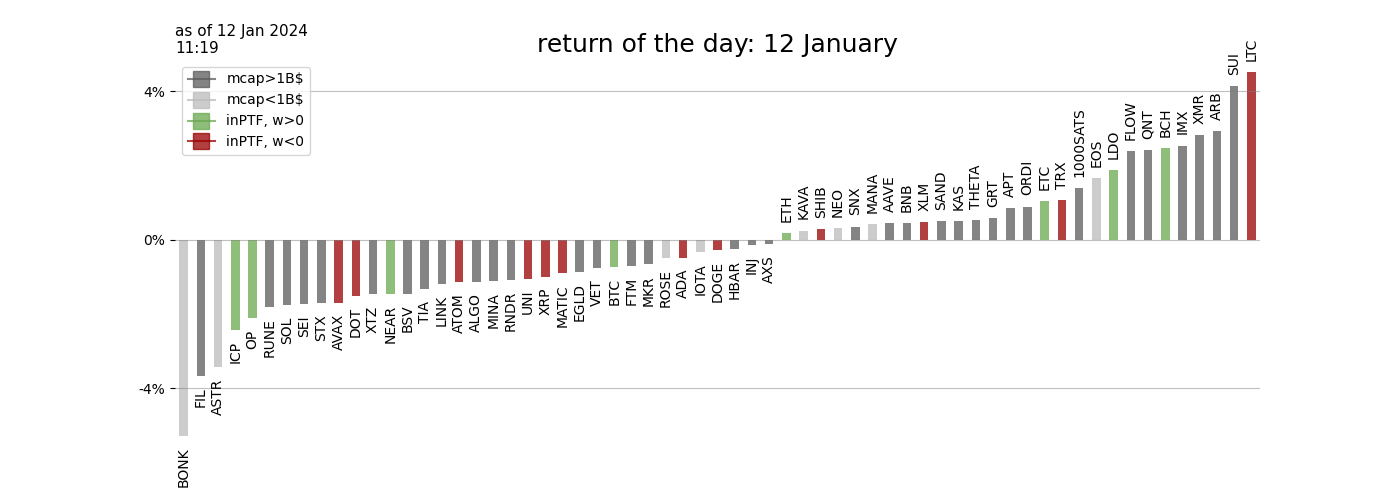 as of 12 Jan 2024
11:19
return of the day: 12 January
mcap>1B$
mcap<1B$
inPTF, w>0
inPTF, w<0
4%
0%
-4%
BONK
FIL
ASTR
ICP
OP
RUNE
SOL
SEI
STX
AVAX
DOT
XTZ
NEAR
BSV
TIA
LINK
ATOM
ALGO
MINA
RNDR
UNI
XRP
MATIC
EGLD
VET
BTC
FTM
MKR
ROSE
ADA
IOTA
DOGE
HBAR
INJ
AXS
ETH
KAVA
SHIB
NEO
SNX
MANA
AAVE
BNB
XLM
SAND
KAS
THETA
GRT
APT
ORDI
ETC
TRX
1000SATS
EOS
LDO
FLOW
QNT
BCH
IMX
XMR
ARB
SUI
LTC